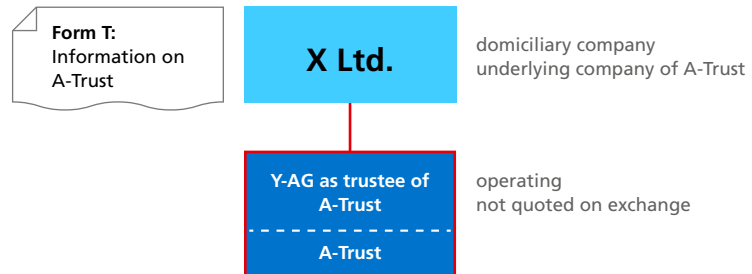 Form T:
Information on
A-Trust
X Ltd.
domiciliary company
underlying company of A-Trust
Y-AG as trustee of
A-Trust
operating
not quoted on exchange
A-Trust